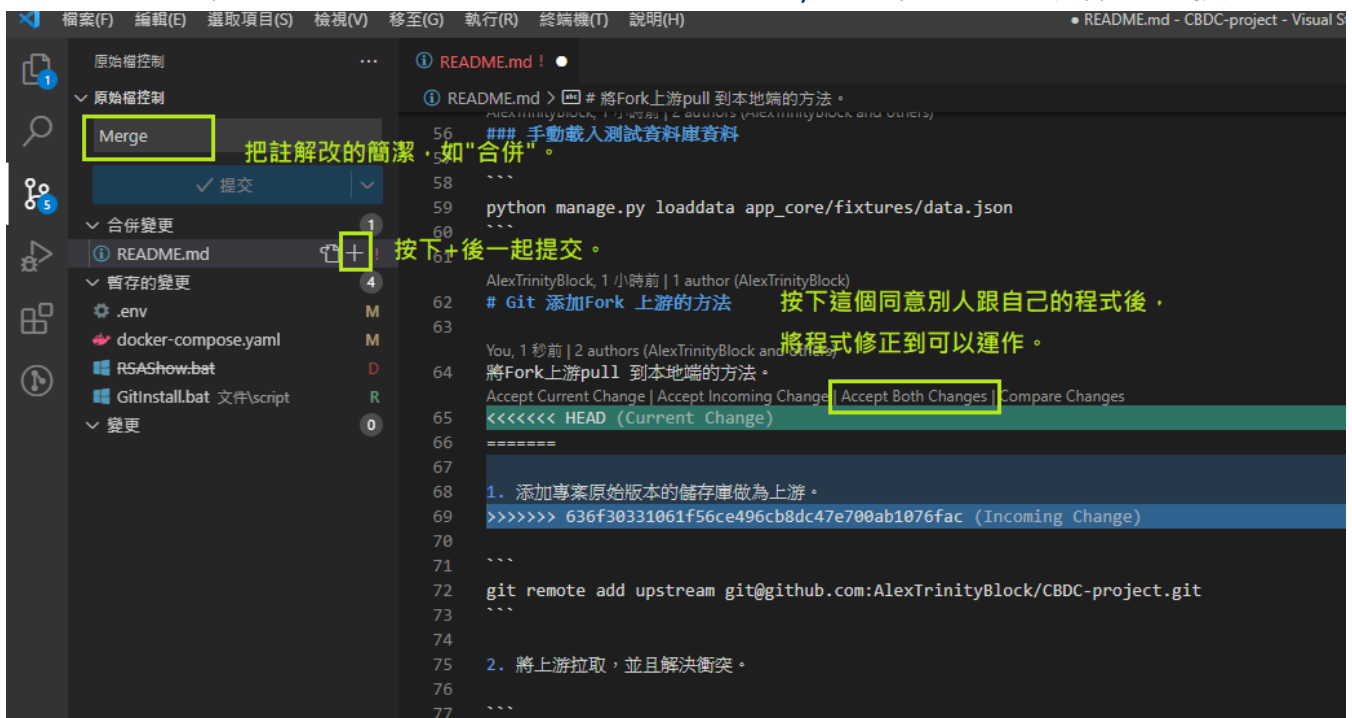 檔案(F) 編輯(E) 選取項目(S) 檢視(V) 移至(G) 執行(R) 終端機(T) 說明(H) ● README.md - CBDC-project - Visual S
原始檔控制 ···
README.md ! ●
原始檔控制
README.md > # 將Fork上游pull 到本地端的方法。
Merge
把註解改的簡潔,如"合併"。
AlexTrinityBlock, 1 小時前 | 2 authors (AlexTrinityBlock and others)
56 ### 手動載入測試資料庫資料
57
✓ 提交
58 ```
59 python manage.py loaddata app_core/fixtures/data.json
合併變更 1
60 ```
README.md + !
按下+後一起提交。
61
暫存的變更 4
AlexTrinityBlock, 1 小時前 | 1 author (AlexTrinityBlock)
.env M
62 # Git 添加Fork 上游的方法
按下這個同意別人跟自己的程式後,
63
docker-compose.yaml M
將程式修正到可以運作。
You, 1 秒前 | 2 authors (AlexTrinityBlock and others)
RSAShow.bat D
64 將Fork上游pull 到本地端的方法。
GitInstall.bat 文件\script R
Accept Current Change | Accept Incoming Change | Accept Both Changes | Compare Changes
變更 0
65 <<<<<<< HEAD (Current Change)
66 =======
67
68 1. 添加專案原始版本的儲存庫做為上游。
69 >>>>>>> 636f30331061f56ce496cb8dc47e700ab1076fac (Incoming Change)
70
71 ```
72 git remote add upstream git@github.com:AlexTrinityBlock/CBDC-project.git
73 ```
74
75 2. 將上游拉取,並且解決衝突。
76
77 ```
1
5